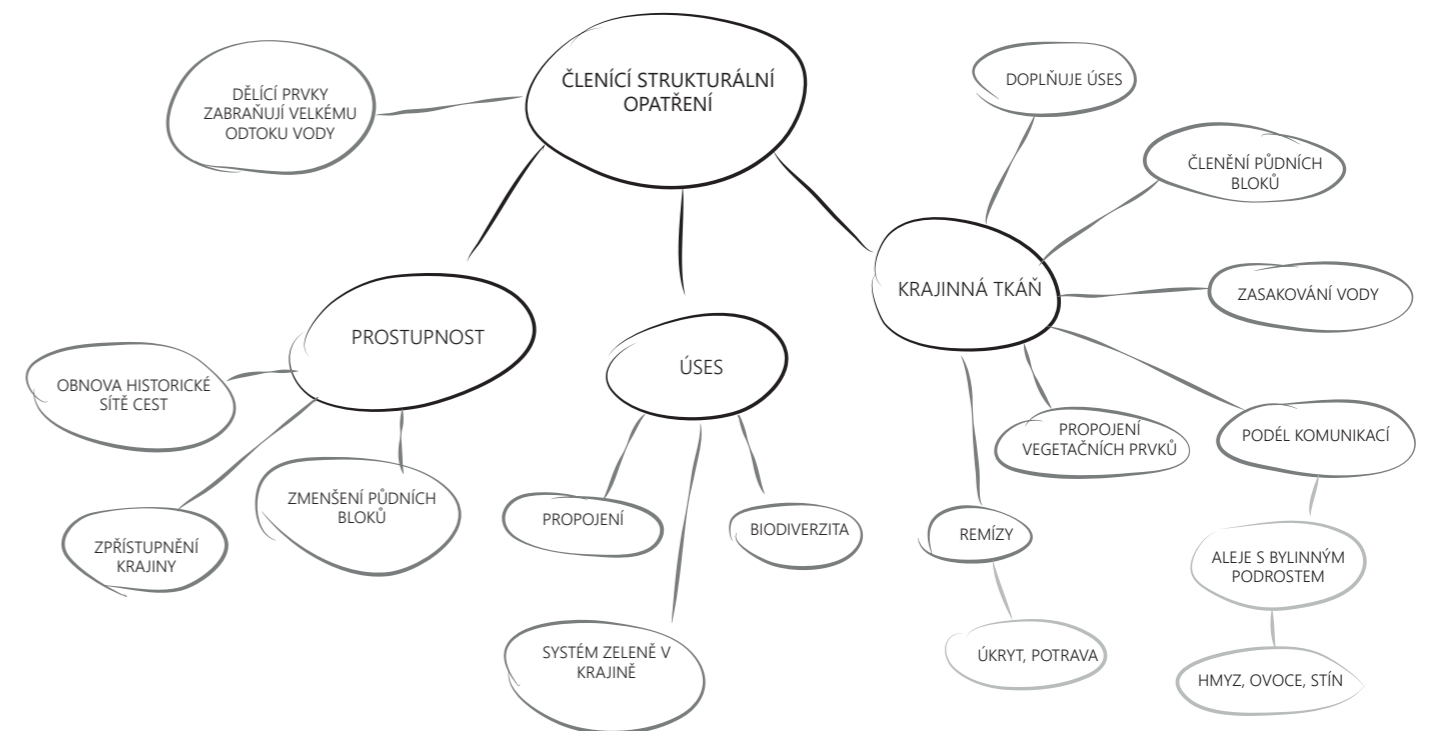 ČLENÍCÍ STRUKTURÁLNÍ
OPATŘENÍ
DĚLÍCÍ PRVKY
ZABRAŇUJÍ VELKÉMU
ODTOKU VODY
DOPLŇUJE ÚSES
ČLENĚNÍ PŮDNÍCH
BLOKŮ
KRAJINNÁ TKÁŇ
ZASAKOVÁNÍ VODY
PROSTUPNOST
ÚSES
OBNOVA HISTORICKÉ
SÍTĚ CEST
PROPOJENÍ
VEGETAČNÍCH PRVKŮ
PODÉL KOMUNIKACÍ
ZMENŠENÍ PŮDNÍCH
BLOKŮ
PROPOJENÍ
BIODIVERZITA
REMÍZY
ZPŘÍSTUPNĚNÍ
KRAJINY
ALEJE S BYLINNÝM
PODROSTEM
SYSTÉM ZELENĚ V
KRAJINĚ
ÚKRYT, POTRAVA
HMYZ, OVOCE, STÍN